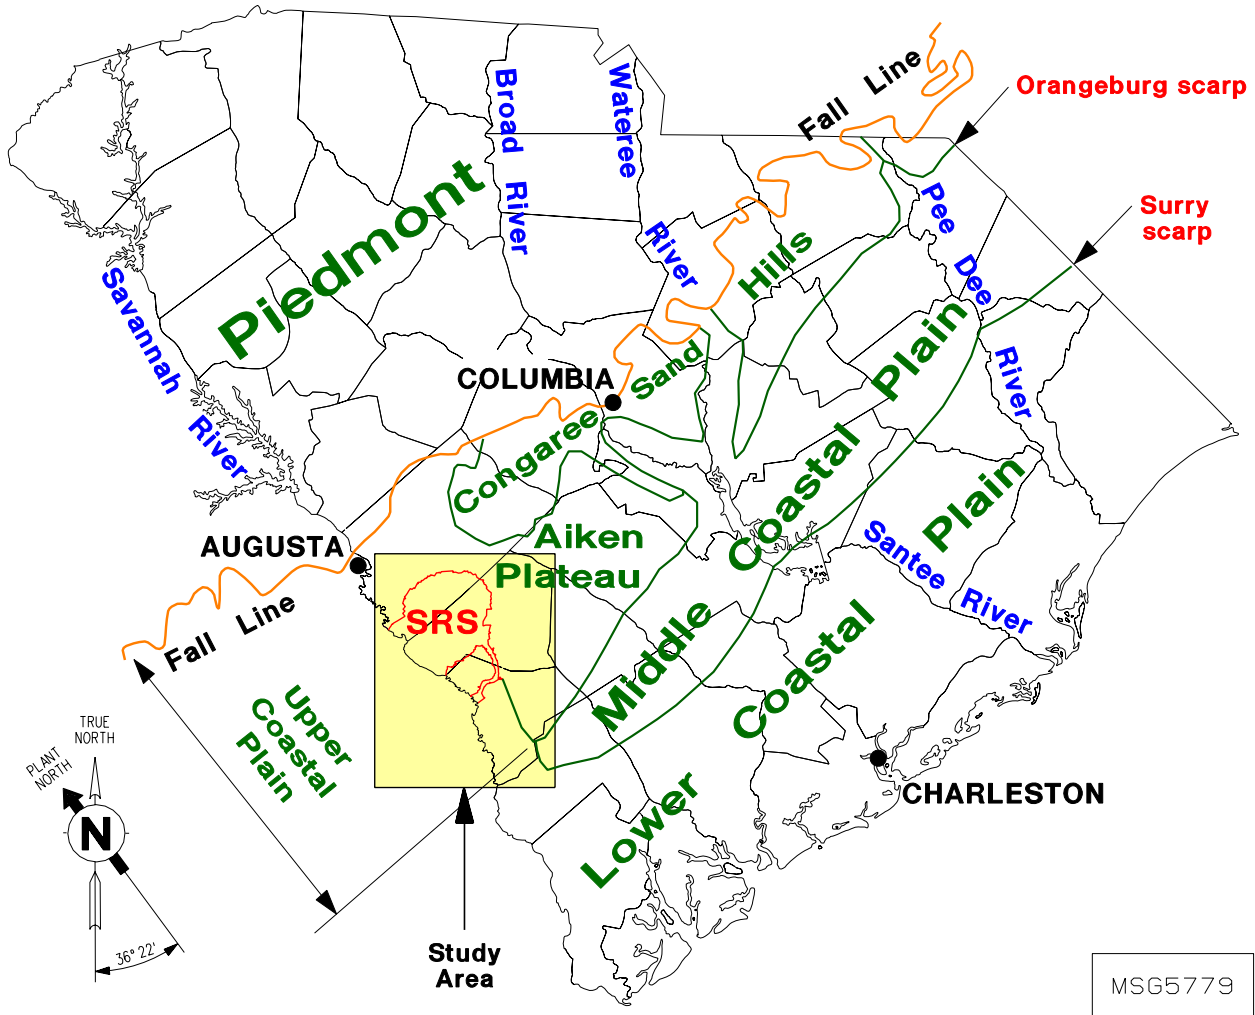 Fall Line
Orangeburg scarp
Broad River
Wateree River
Piedmont
Savannah River
Pee Dee River
Surry
scarp
Sand Hills
COLUMBIA
Congaree
Middle Coastal Plain
Aiken
Plateau
AUGUSTA
SRS
Santee River
Lower Coastal Plain
Fall Line
Upper
Coastal
Plain
TRUE
NORTH
PLANT
NORTH
N
36° 22'
CHARLESTON
Study
Area
MSG5779